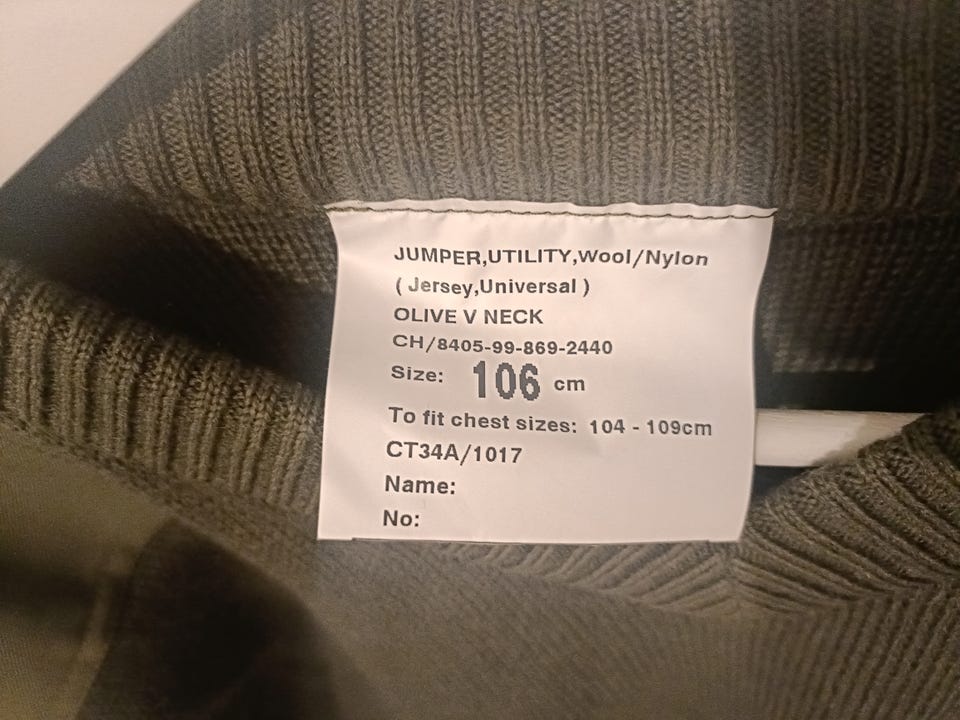 JUMPER,UTILITY,Wool/Nylon
( Jersey,Universal )
OLIVE V NECK
CH/8405-99-869-2440
Size: 106 cm
To fit chest sizes: 104 - 109cm
CT34A/1017
Name:
No: